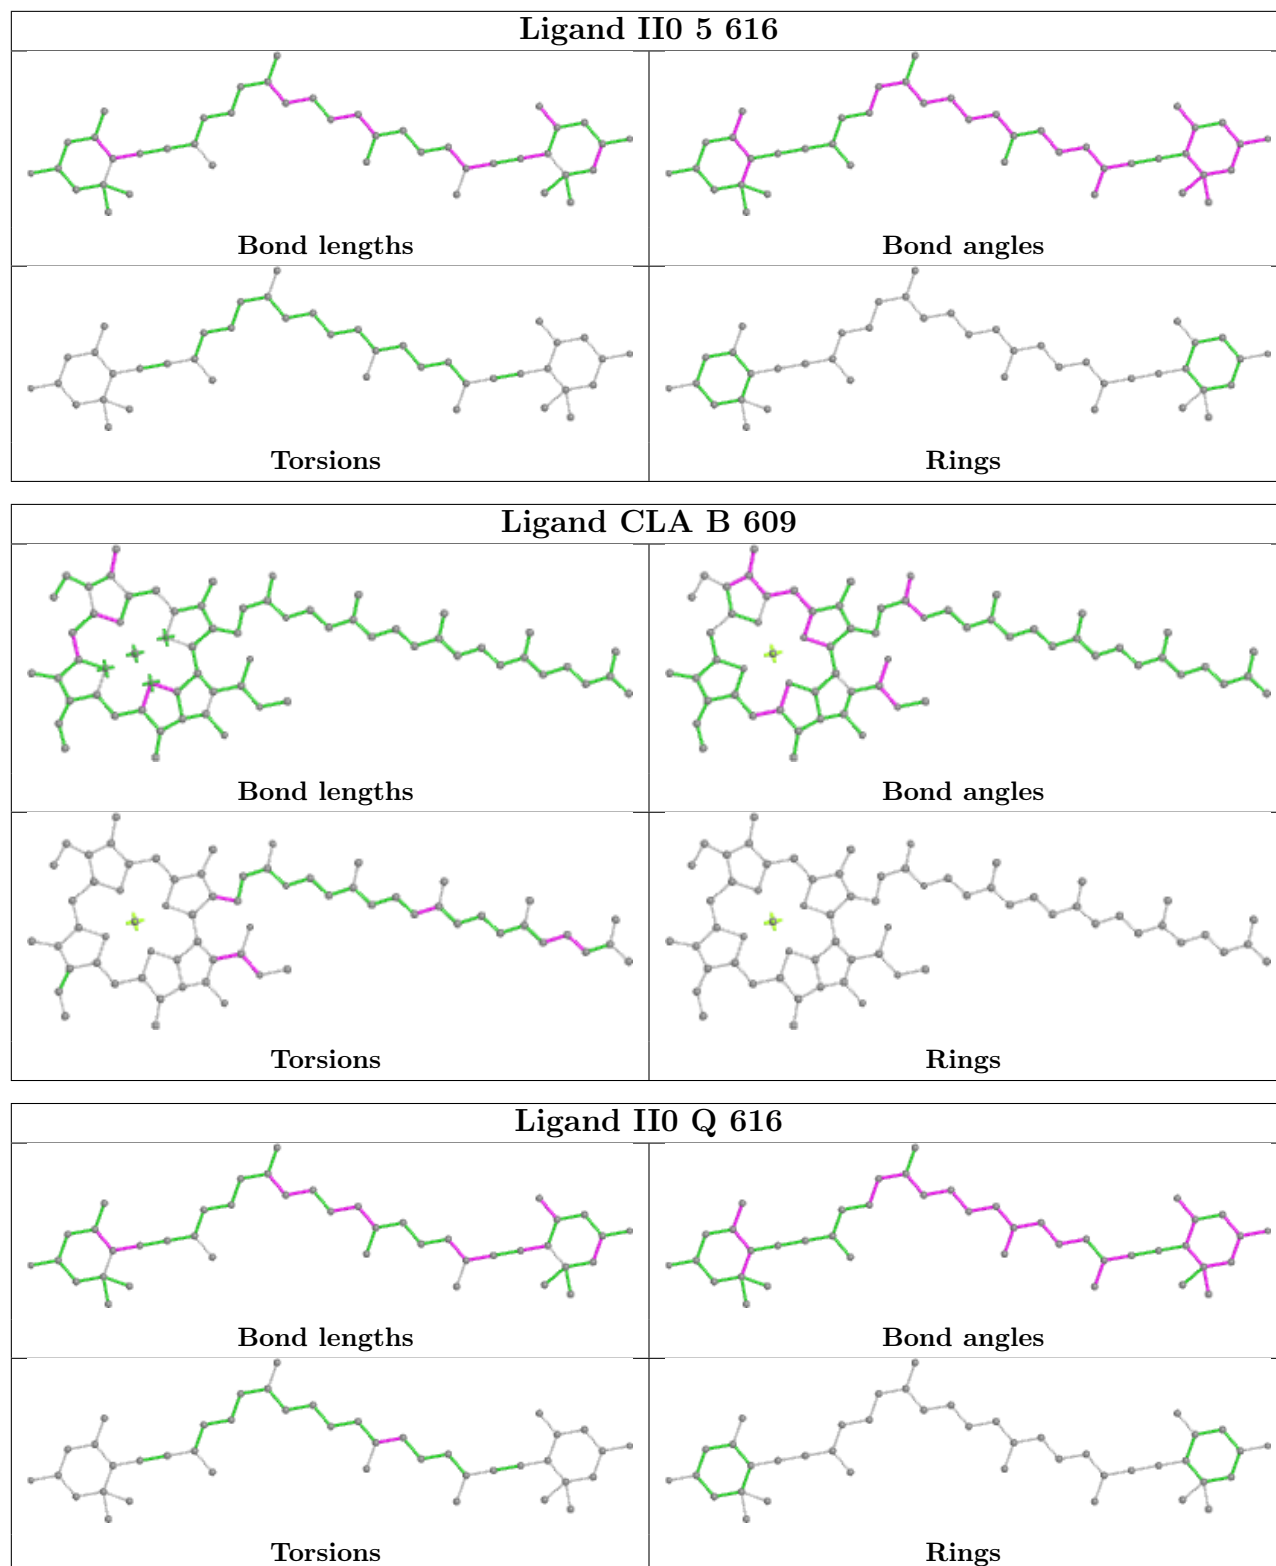 Ligand II0 5 616
Bond lengths
Bond angles
Torsions
Rings
Ligand CLA B 609
Bond lengths
Bond angles
Torsions
Rings
Ligand II0 Q 616
Bond lengths
Bond angles
Torsions
Rings